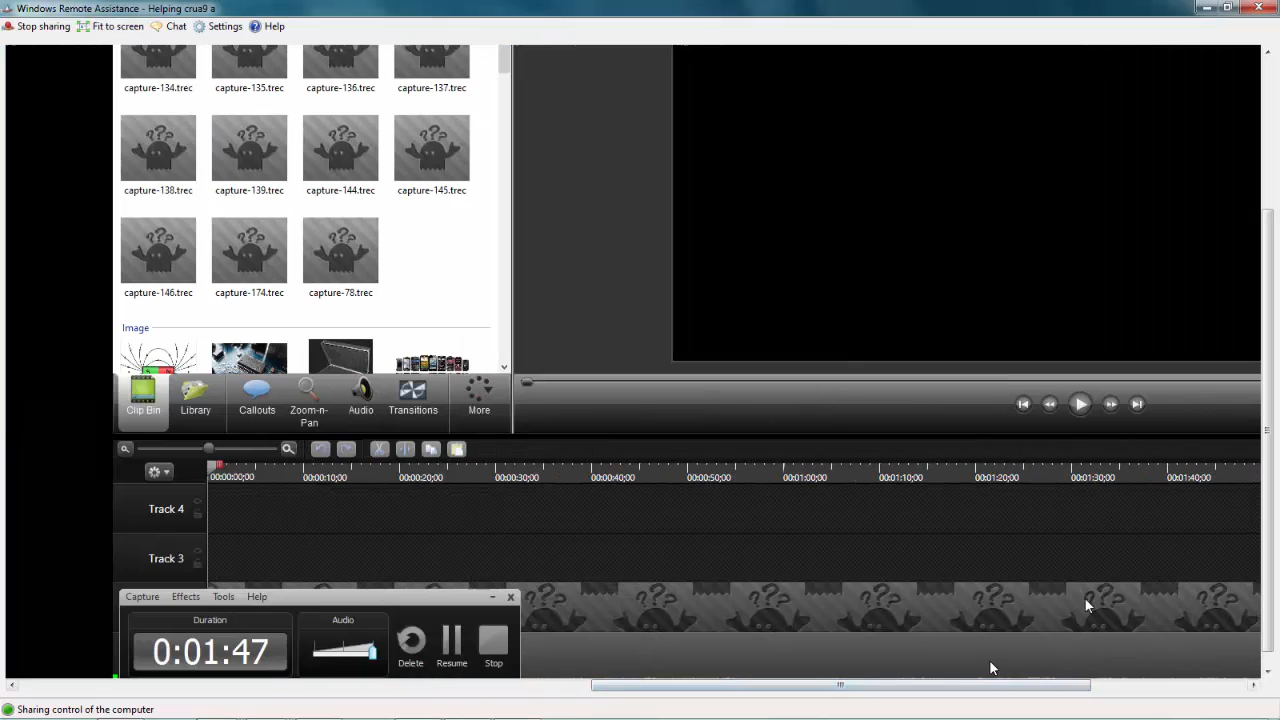 Windows Remote Assistance - Helping crua9 a
Stop sharing Fit to screen Chat Settings Help
capture-134.trec capture-135.trec capture-136.trec capture-137.trec
capture-138.trec capture-139.trec capture-144.trec capture-145.trec
capture-146.trec capture-174.trec capture-78.trec
Image
Clip Bin Library Callouts Zoom-n-Pan Audio Transitions More
00:00:00;00 00:00:10;00 00:00:20;00 00:00:30;00 00:00:40;00 00:00:50;00 00:01:00;00 00:01:10;00 00:01:20;00 00:01:30;00 00:01:40;00
Track 4
Track 3
Capture Effects Tools Help
Duration Audio
0:01:47
Delete Resume Stop
Sharing control of the computer